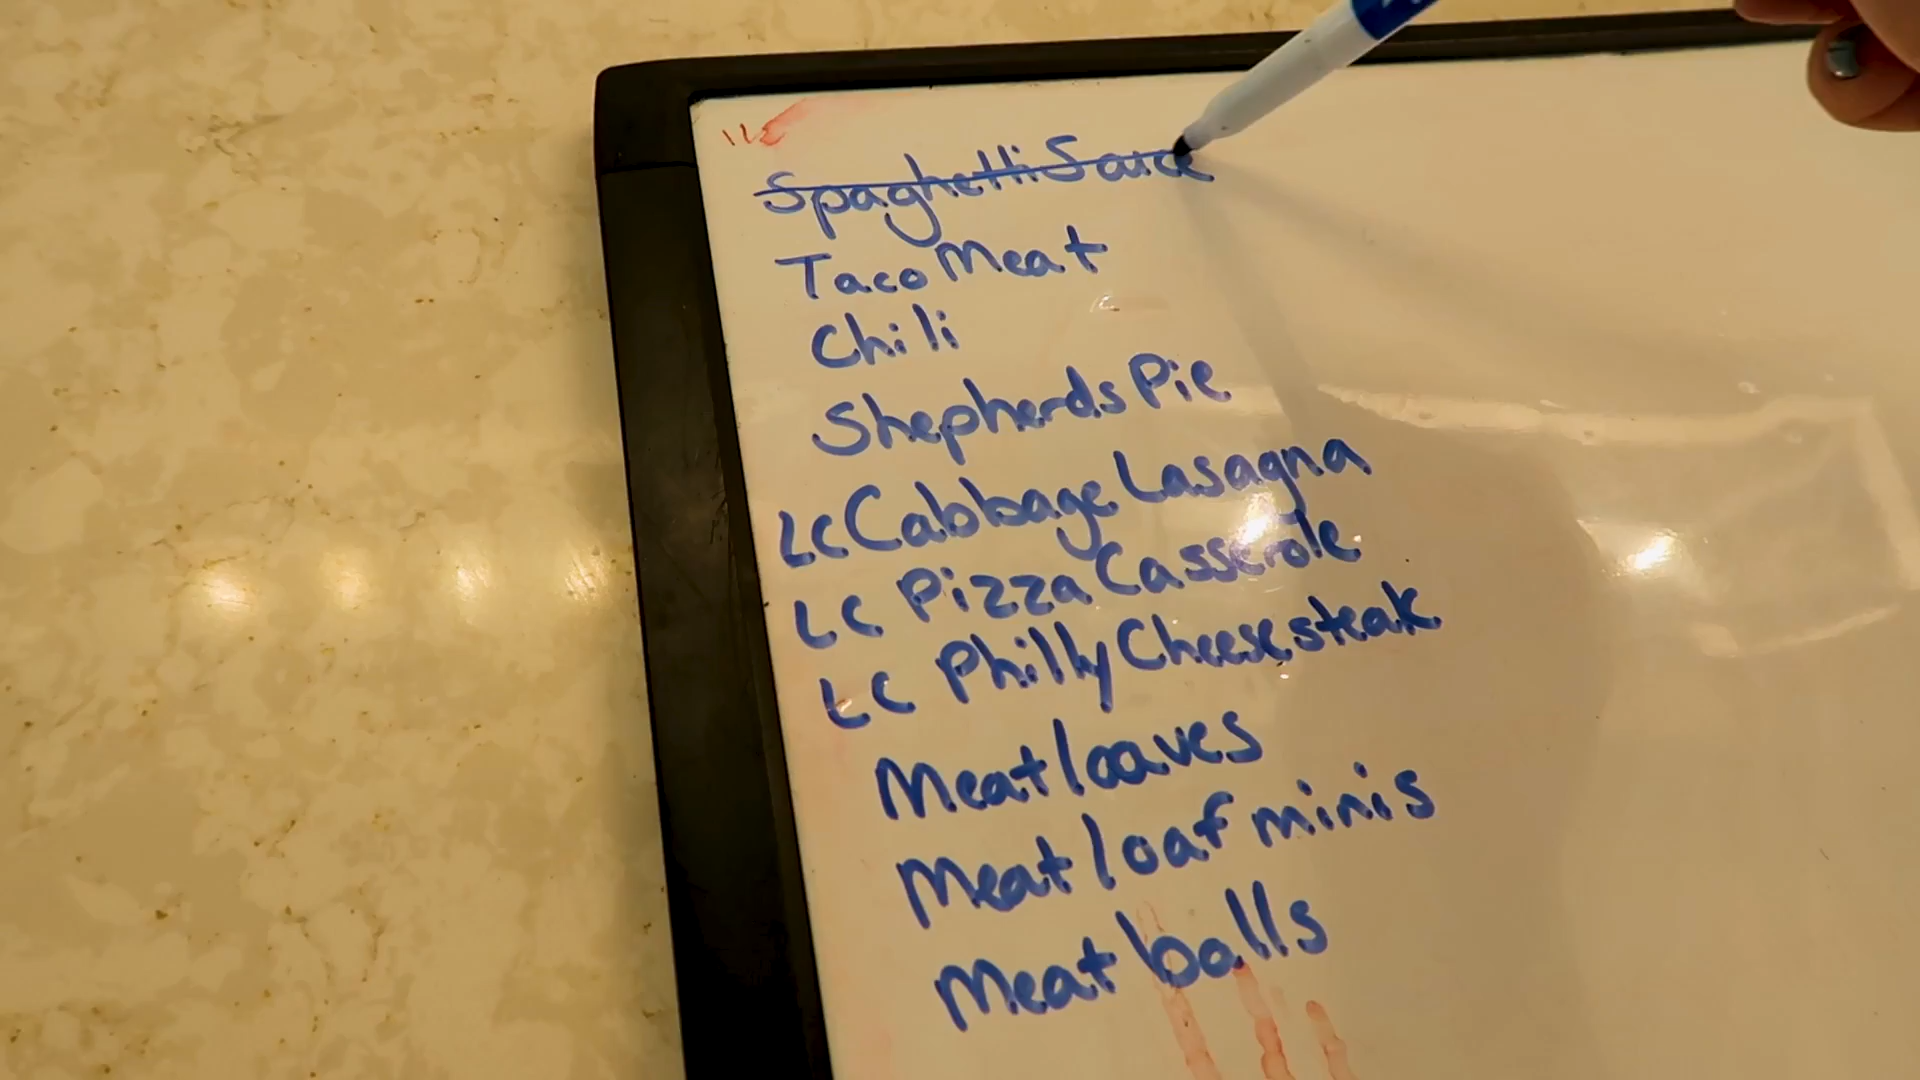 Spaghetti Sauce
Taco Meat
Chili
Shepherds Pie
LC Cabbage Lasagna
LC Pizza Casserole
LC Philly Cheesesteak
Meatloaves
Meatloaf minis
Meatballs